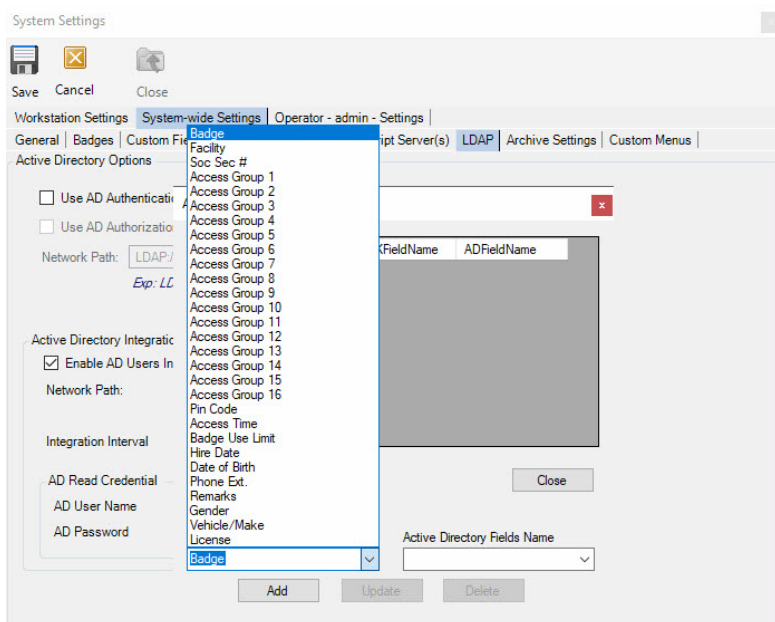 System Settings
Save Cancel Close
Workstation Settings System-wide Settings Operator - admin - Settings
General Badges Custom Fie ipt Server(s) LDAP Archive Settings Custom Menus
Active Directory Options
Use AD Authenticati
Use AD Authorizatio
Network Path: LDAP:/
Exp: LD
Active Directory Integratio
Enable AD Users In
Network Path:
Integration Interval
AD Read Credential
AD User Name
AD Password
Badge
Facility
Soc Sec #
Access Group 1
Access Group 2
Access Group 3
Access Group 4
Access Group 5
Access Group 6
Access Group 7
Access Group 8
Access Group 9
Access Group 10
Access Group 11
Access Group 12
Access Group 13
Access Group 14
Access Group 15
Access Group 16
Pin Code
Access Time
Badge Use Limit
Hire Date
Date of Birth
Phone Ext.
Remarks
Gender
Vehicle/Make
License
Badge
FieldName ADFieldName
Close
Active Directory Fields Name
Add Update Delete